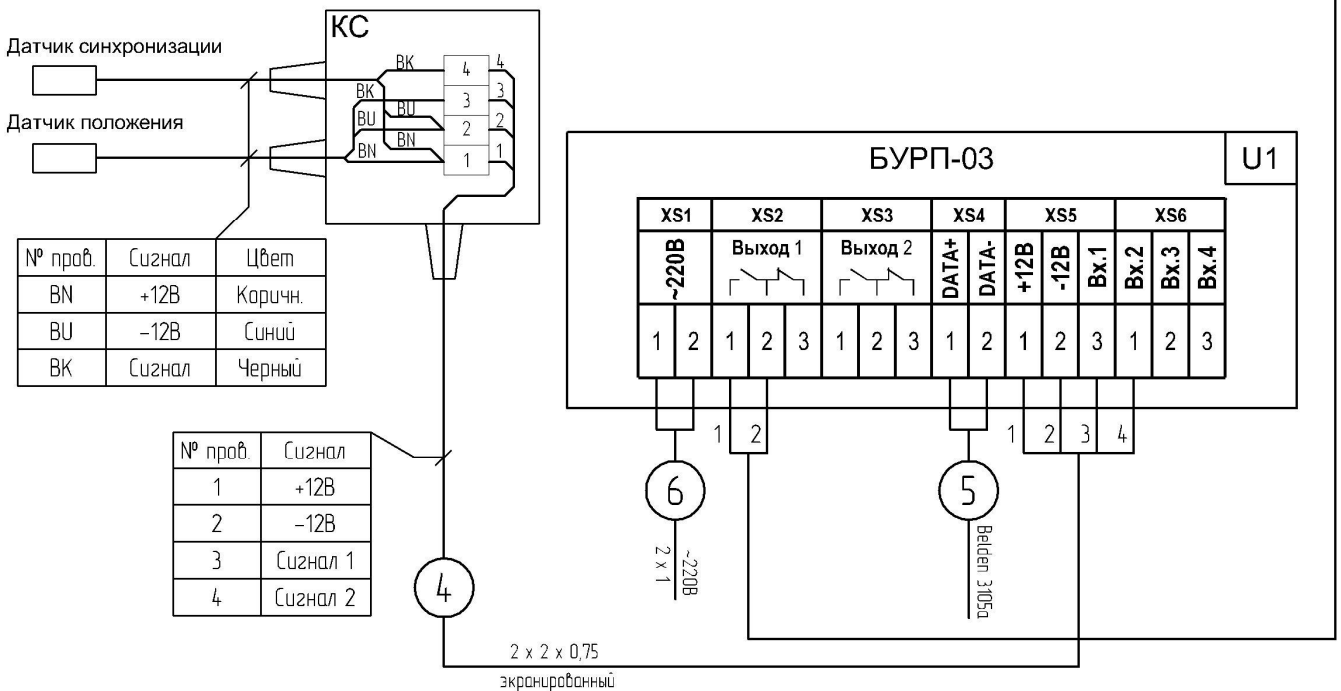 КС
Датчик синхронизации
Датчик положения
BK
BK
BU
BU
BN
BN
4
3
2
1
4
3
2
1
№ пров. Сигнал Цвет
BN +12В Коричн.
BU –12В Синий
BK Сигнал Черный
№ пров. Сигнал
1 +12В
2 –12В
3 Сигнал 1
4 Сигнал 2
4
2 x 2 x 0,75
экранированный
БУРП-03
U1
XS1 XS2 XS3 XS4 XS5 XS6
~220В
Выход 1
Выход 2
DATA+
DATA-
+12В
-12В
Вх.1
Вх.2
Вх.3
Вх.4
1 2 1 2 3 1 2 3 1 2 1 2 3 1 2 3
1 2
1 2 3 4
6
5
~220В
2 x 1
Belden 3105a